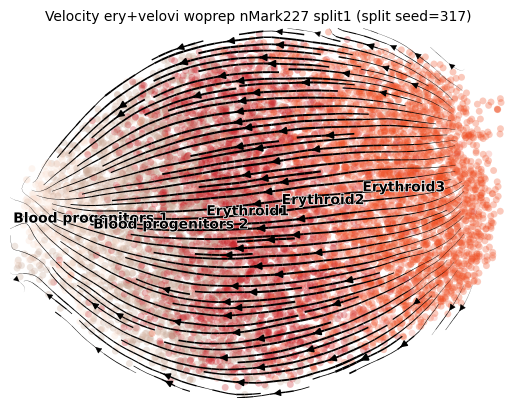 Velocity ery+velovi woprep nMark227 split1 (split seed=317)
Erythroid3
Erythroid2
Erythroid1
Blood progenitors 1
Blood progenitors 2